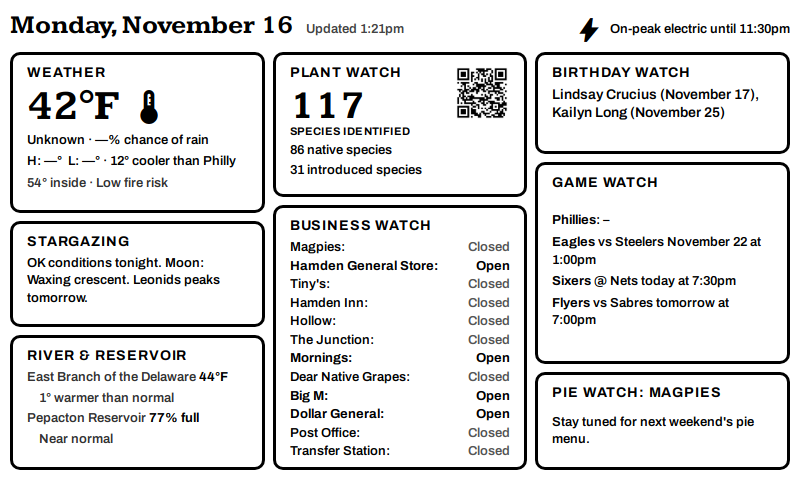 Monday, November 16 Updated 1:21pm
On-peak electric until 11:30pm
WEATHER
42°F
Unknown · —% chance of rain
H: —° L: —° · 12° cooler than Philly
54° inside · Low fire risk
STARGAZING
OK conditions tonight. Moon:
Waxing crescent. Leonids peaks
tomorrow.
RIVER & RESERVOIR
East Branch of the Delaware 44°F
1° warmer than normal
Pepacton Reservoir 77% full
Near normal
PLANT WATCH
117
SPECIES IDENTIFIED
86 native species
31 introduced species
BUSINESS WATCH
Magpies: Closed
Hamden General Store: Open
Tiny's: Closed
Hamden Inn: Closed
Hollow: Closed
The Junction: Closed
Mornings: Open
Dear Native Grapes: Closed
Big M: Open
Dollar General: Open
Post Office: Closed
Transfer Station: Closed
BIRTHDAY WATCH
Lindsay Crucius (November 17),
Kailyn Long (November 25)
GAME WATCH
Phillies: –
Eagles vs Steelers November 22 at
1:00pm
Sixers @ Nets today at 7:30pm
Flyers vs Sabres tomorrow at
7:00pm
PIE WATCH: MAGPIES
Stay tuned for next weekend's pie
menu.